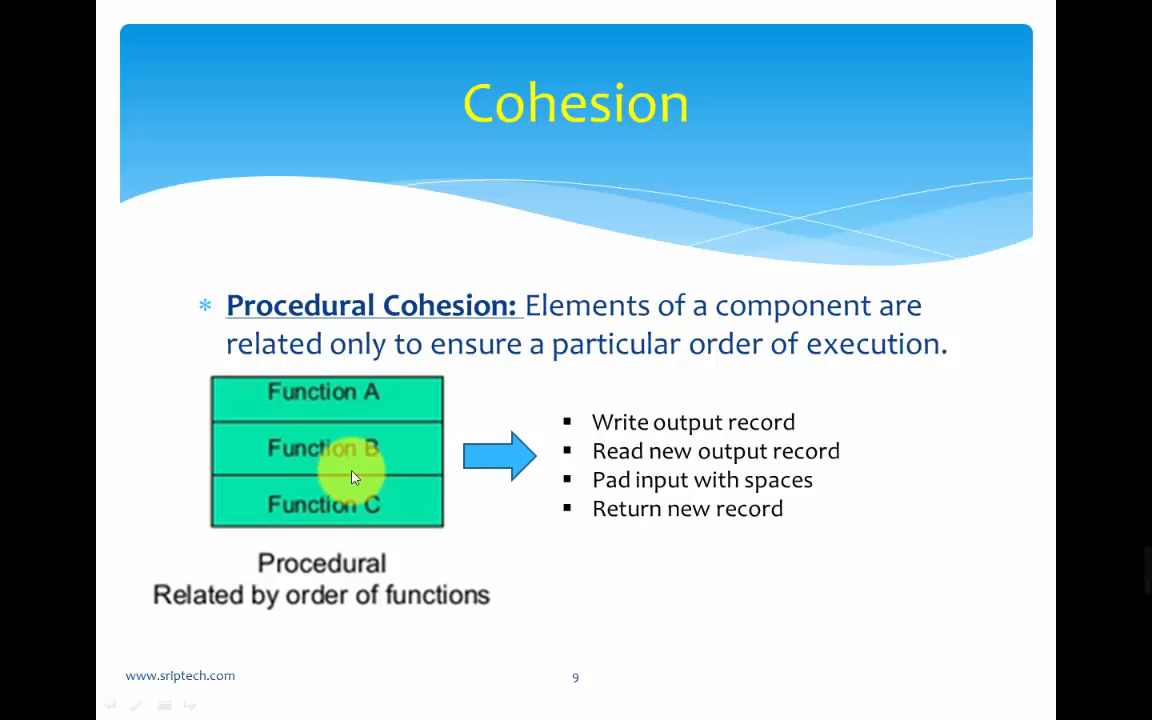 Cohesion
* Procedural Cohesion: Elements of a component are
related only to ensure a particular order of execution.
Function A
Function B
Function C
Procedural
Related by order of functions
▪ Write output record
▪ Read new output record
▪ Pad input with spaces
▪ Return new record
www.sriptech.com
9